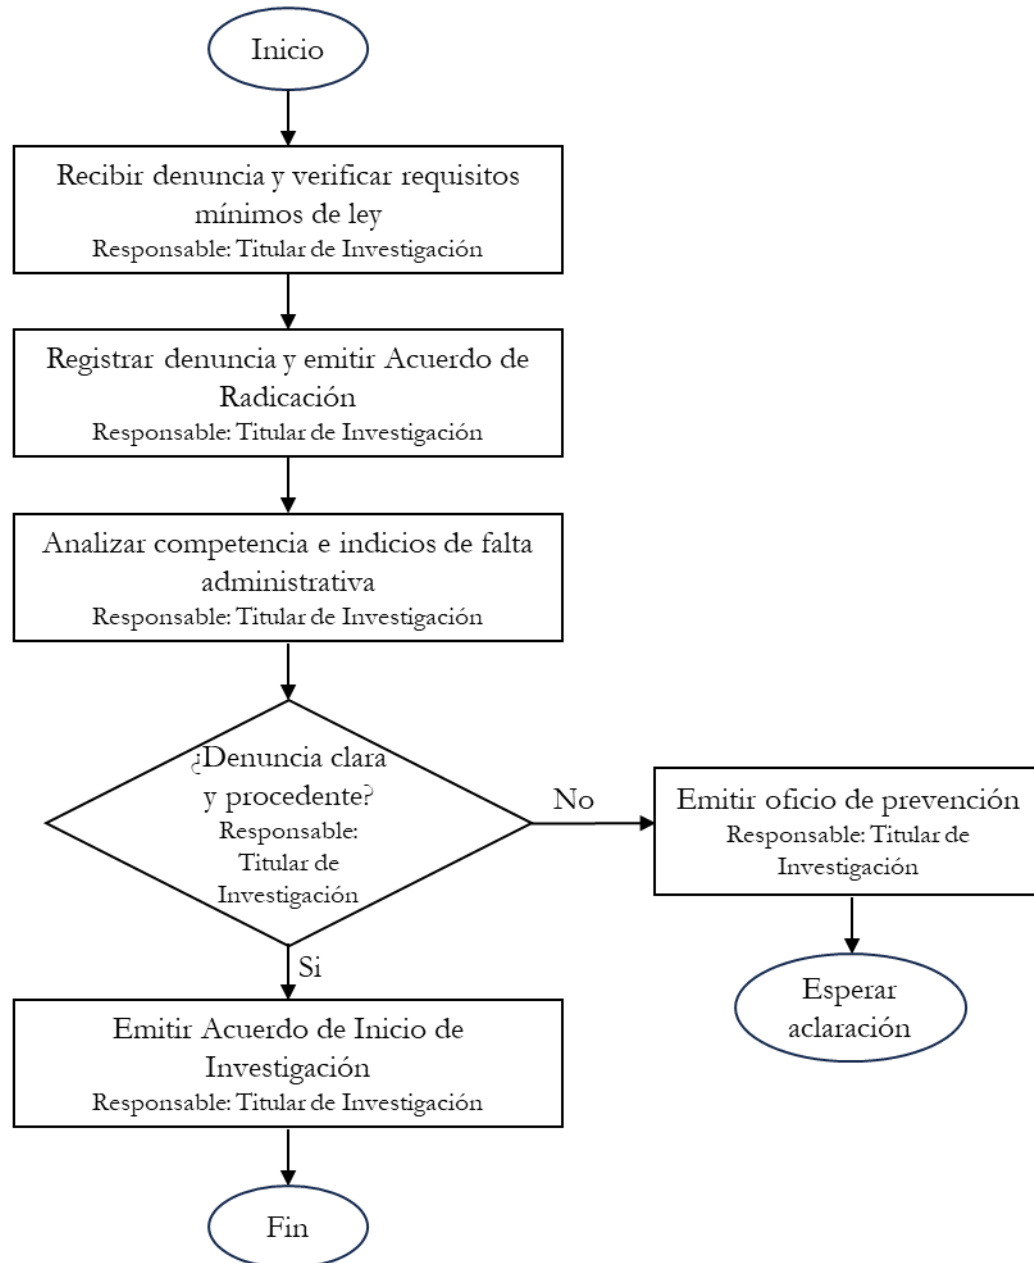 Inicio
Recibir denuncia y verificar requisitos
mínimos de ley
Responsable: Titular de Investigación
Registrar denuncia y emitir Acuerdo de
Radicación
Responsable: Titular de Investigación
Analizar competencia e indicios de falta
administrativa
Responsable: Titular de Investigación
¿Denuncia clara
y procedente?
Responsable:
Titular de
Investigación
No
Emitir oficio de prevención
Responsable: Titular de
Investigación
Esperar
aclaración
Si
Emitir Acuerdo de Inicio de
Investigación
Responsable: Titular de Investigación
Fin